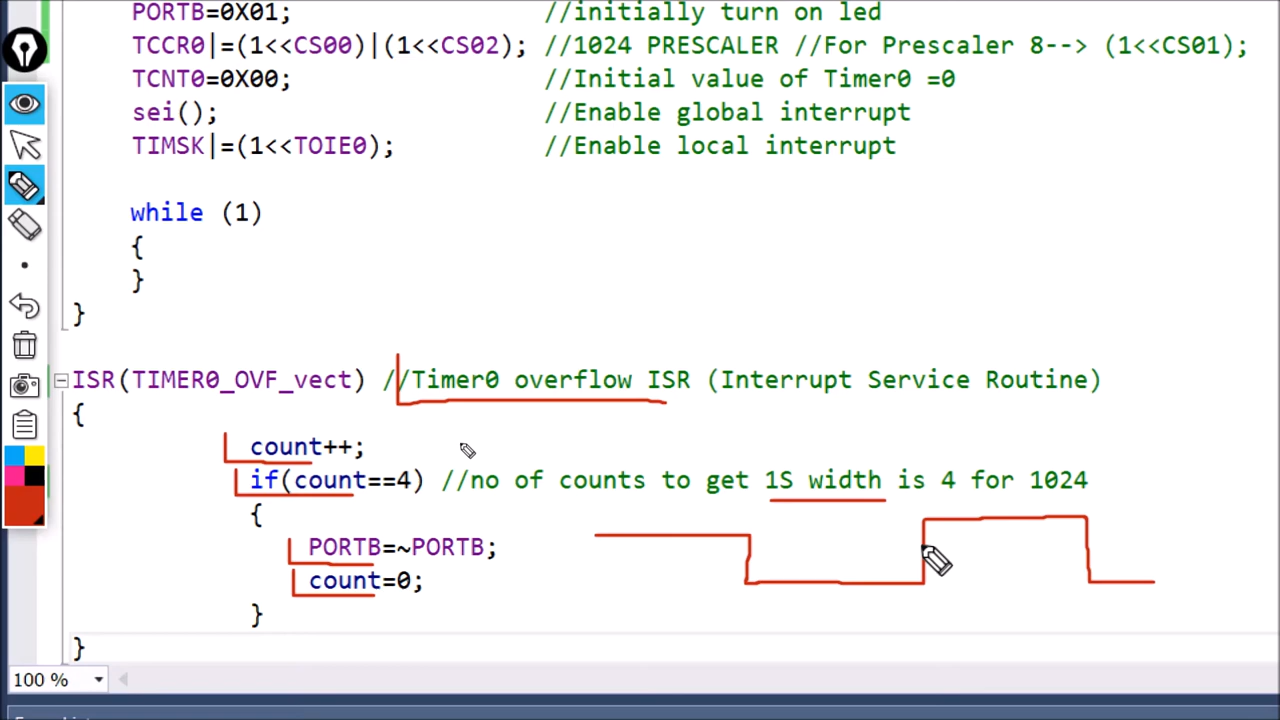 PORTB=0X01; //initially turn on led
TCCR0|=(1<<CS00)|(1<<CS02); //1024 PRESCALER //For Prescaler 8--> (1<<CS01);
TCNT0=0X00; //Initial value of Timer0 =0
sei(); //Enable global interrupt
TIMSK|=(1<<TOIE0); //Enable local interrupt
while (1)
{
}
}
ISR(TIMER0_OVF_vect) //Timer0 overflow ISR (Interrupt Service Routine)
{
count++;
if(count==4) //no of counts to get 1S width is 4 for 1024
{
PORTB=~PORTB;
count=0;
}
}
100 %